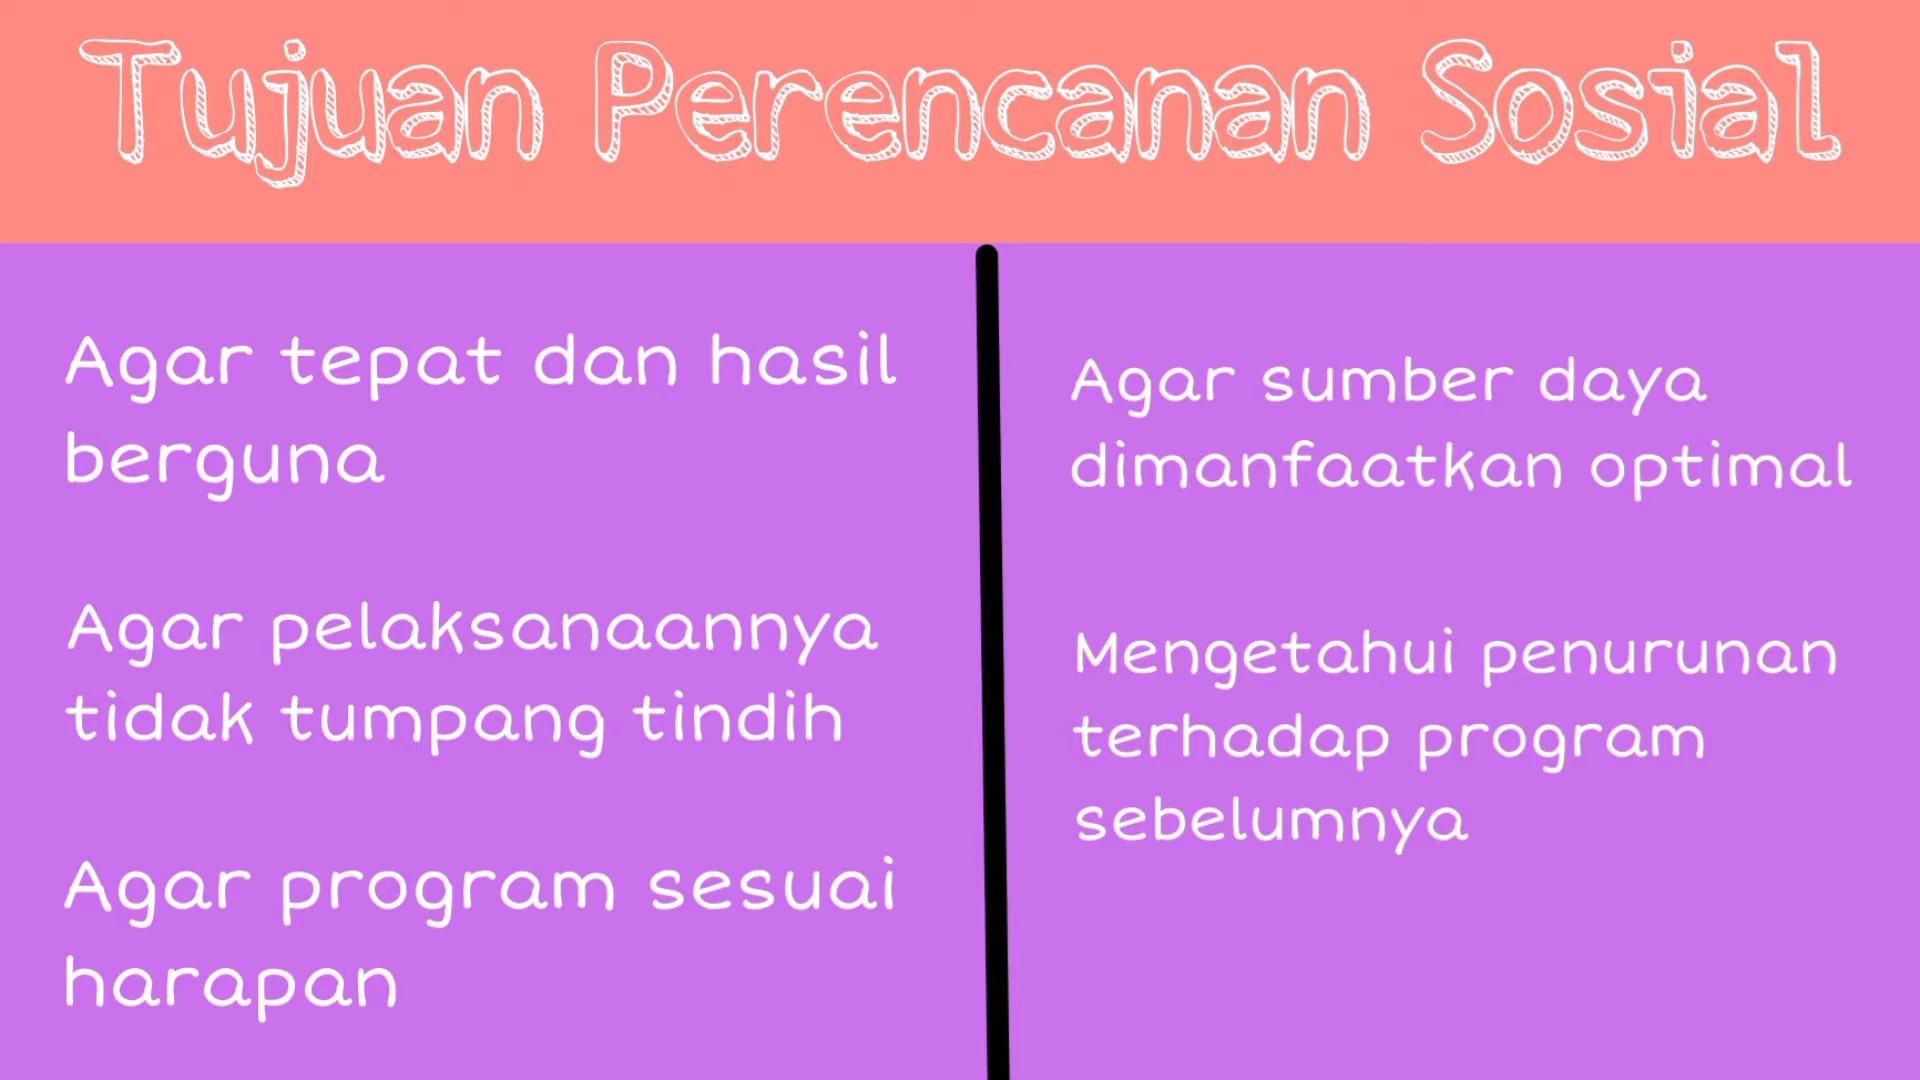 Tujuan Perencanan Sosial
Agar tepat dan hasil
berguna
Agar pelaksanaannya
tidak tumpang tindih
Agar program sesuai
harapan
Agar sumber daya
dimanfaatkan optimal
Mengetahui penurunan
terhadap program
sebelumnya